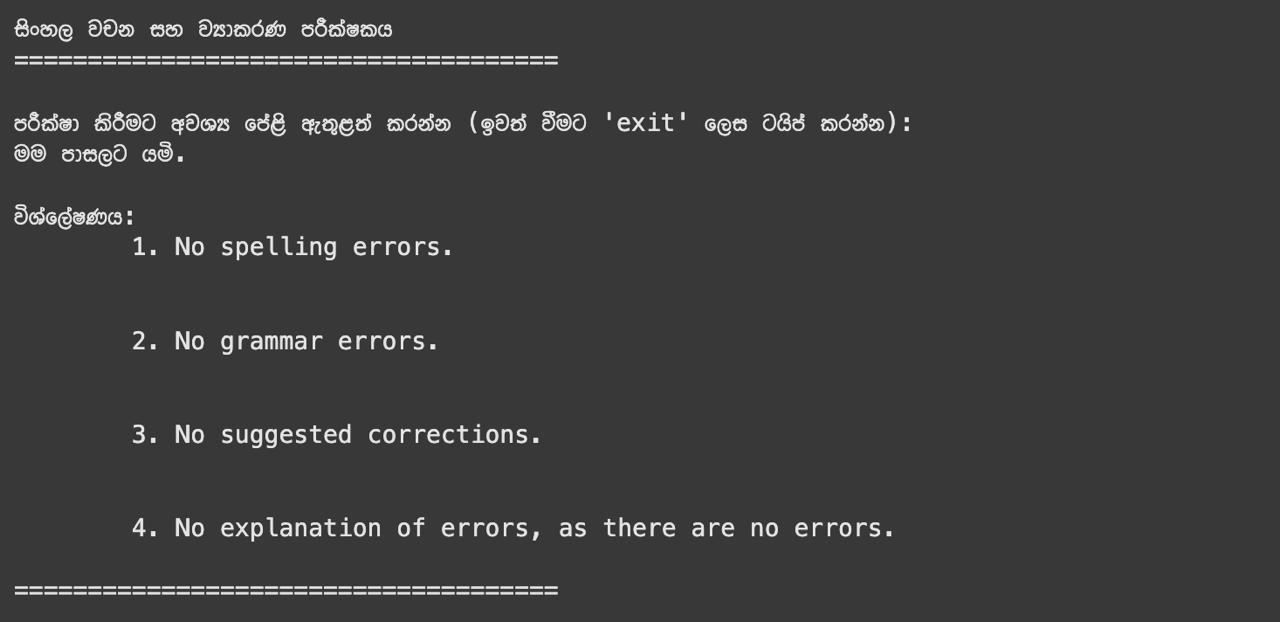 සිංහල වචන සහ ව්‍යාකරණ පරීක්ෂකය
=====================================
පරීක්ෂා කිරීමට අවශ්‍ය පේළි ඇතුළත් කරන්න (ඉවත් වීමට 'exit' ලෙස ටයිප් කරන්න):
මම පාසලට යමි.
විශ්ලේෂණය:
1. No spelling errors.
2. No grammar errors.
3. No suggested corrections.
4. No explanation of errors, as there are no errors.
=====================================